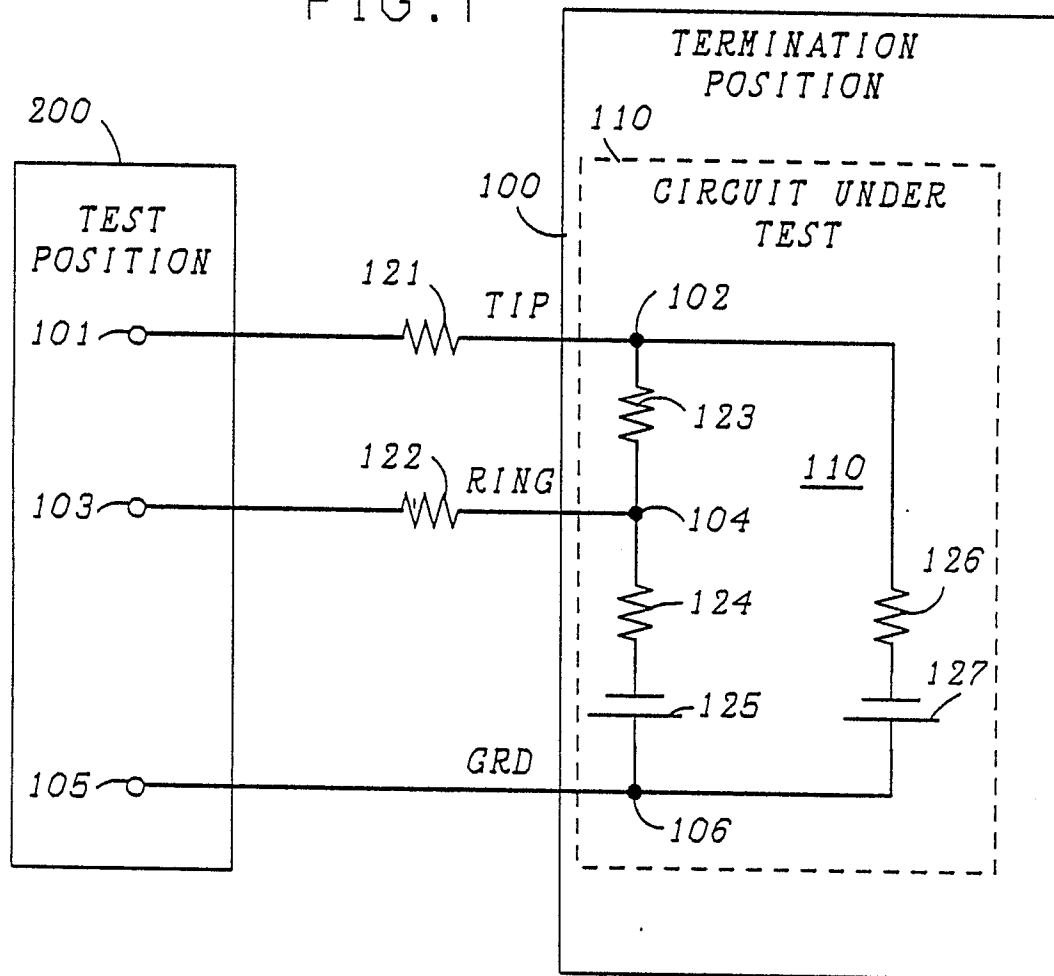 FIG.1
TERMINATION
POSITION
200
110
100
CIRCUIT UNDER
TEST
TEST
POSITION
121
TIP
102
101
123
122
RING
110
103
104
126
124
127
125
GRD
105
106